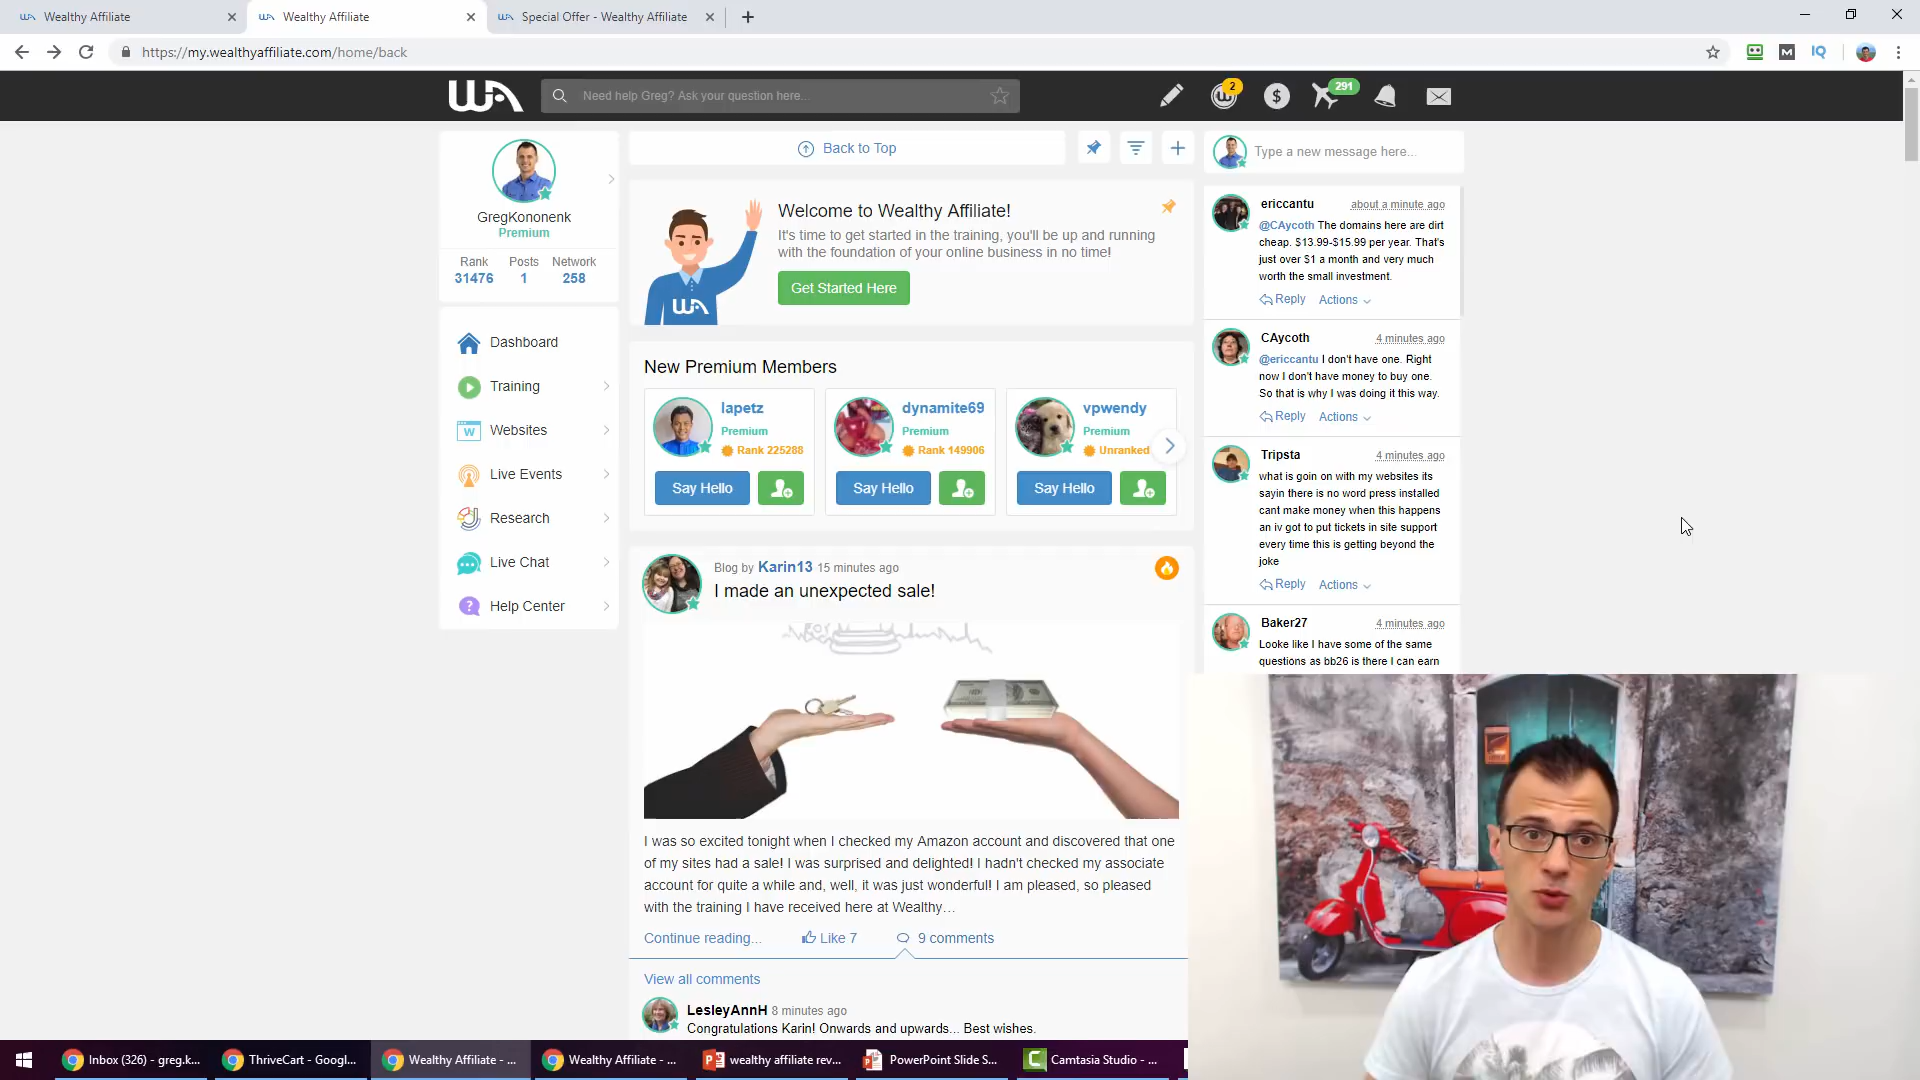 Wealthy Affiliate
Wealthy Affiliate
Special Offer - Wealthy Affiliate
https://my.wealthyaffiliate.com/home/back
IQ
WA
Need help Greg? Ask your question here...
2
$
291
GregKononenk
Premium
Rank Posts Network
31476 1 258
Dashboard
Training
Websites
Live Events
Research
Live Chat
Help Center
Back to Top
Welcome to Wealthy Affiliate!
It's time to get started in the training, you'll be up and running
with the foundation of your online business in no time!
Get Started Here
WA
New Premium Members
lapetz
Premium
Rank 225288
Say Hello
dynamite69
Premium
Rank 149906
Say Hello
vpwendy
Premium
Unranked
Say Hello
Blog by Karin13 15 minutes ago
I made an unexpected sale!
I was so excited tonight when I checked my Amazon account and discovered that one
of my sites had a sale! I was surprised and delighted! I hadn't checked my associate
account for quite a while and, well, it was just wonderful! I am pleased, so pleased
with the training I have received here at Wealthy…
Continue reading... Like 7 9 comments
View all comments
LesleyAnnH 8 minutes ago
Congratulations Karin! Onwards and upwards... Best wishes.
Type a new message here...
ericcantu about a minute ago
@CAycoth The domains here are dirt
cheap. $13.99-$15.99 per year. That's
just over $1 a month and very much
worth the small investment.
Reply Actions
CAycoth 4 minutes ago
@ericcantu I don't have one. Right
now I don't have money to buy one.
So that is why I was doing it this way.
Reply Actions
Tripsta 4 minutes ago
what is goin on with my websites its
sayin there is no word press installed
cant make money when this happens
an iv got to put tickets in site support
every time this is getting beyond the
joke
Reply Actions
Baker27 4 minutes ago
Looke like I have some of the same
questions as bb26 is there I can earn
Inbox (326) - greg.k...
ThriveCart - Googl...
Wealthy Affiliate - ...
Wealthy Affiliate - ...
wealthy affiliate rev...
PowerPoint Slide S...
Camtasia Studio - ...